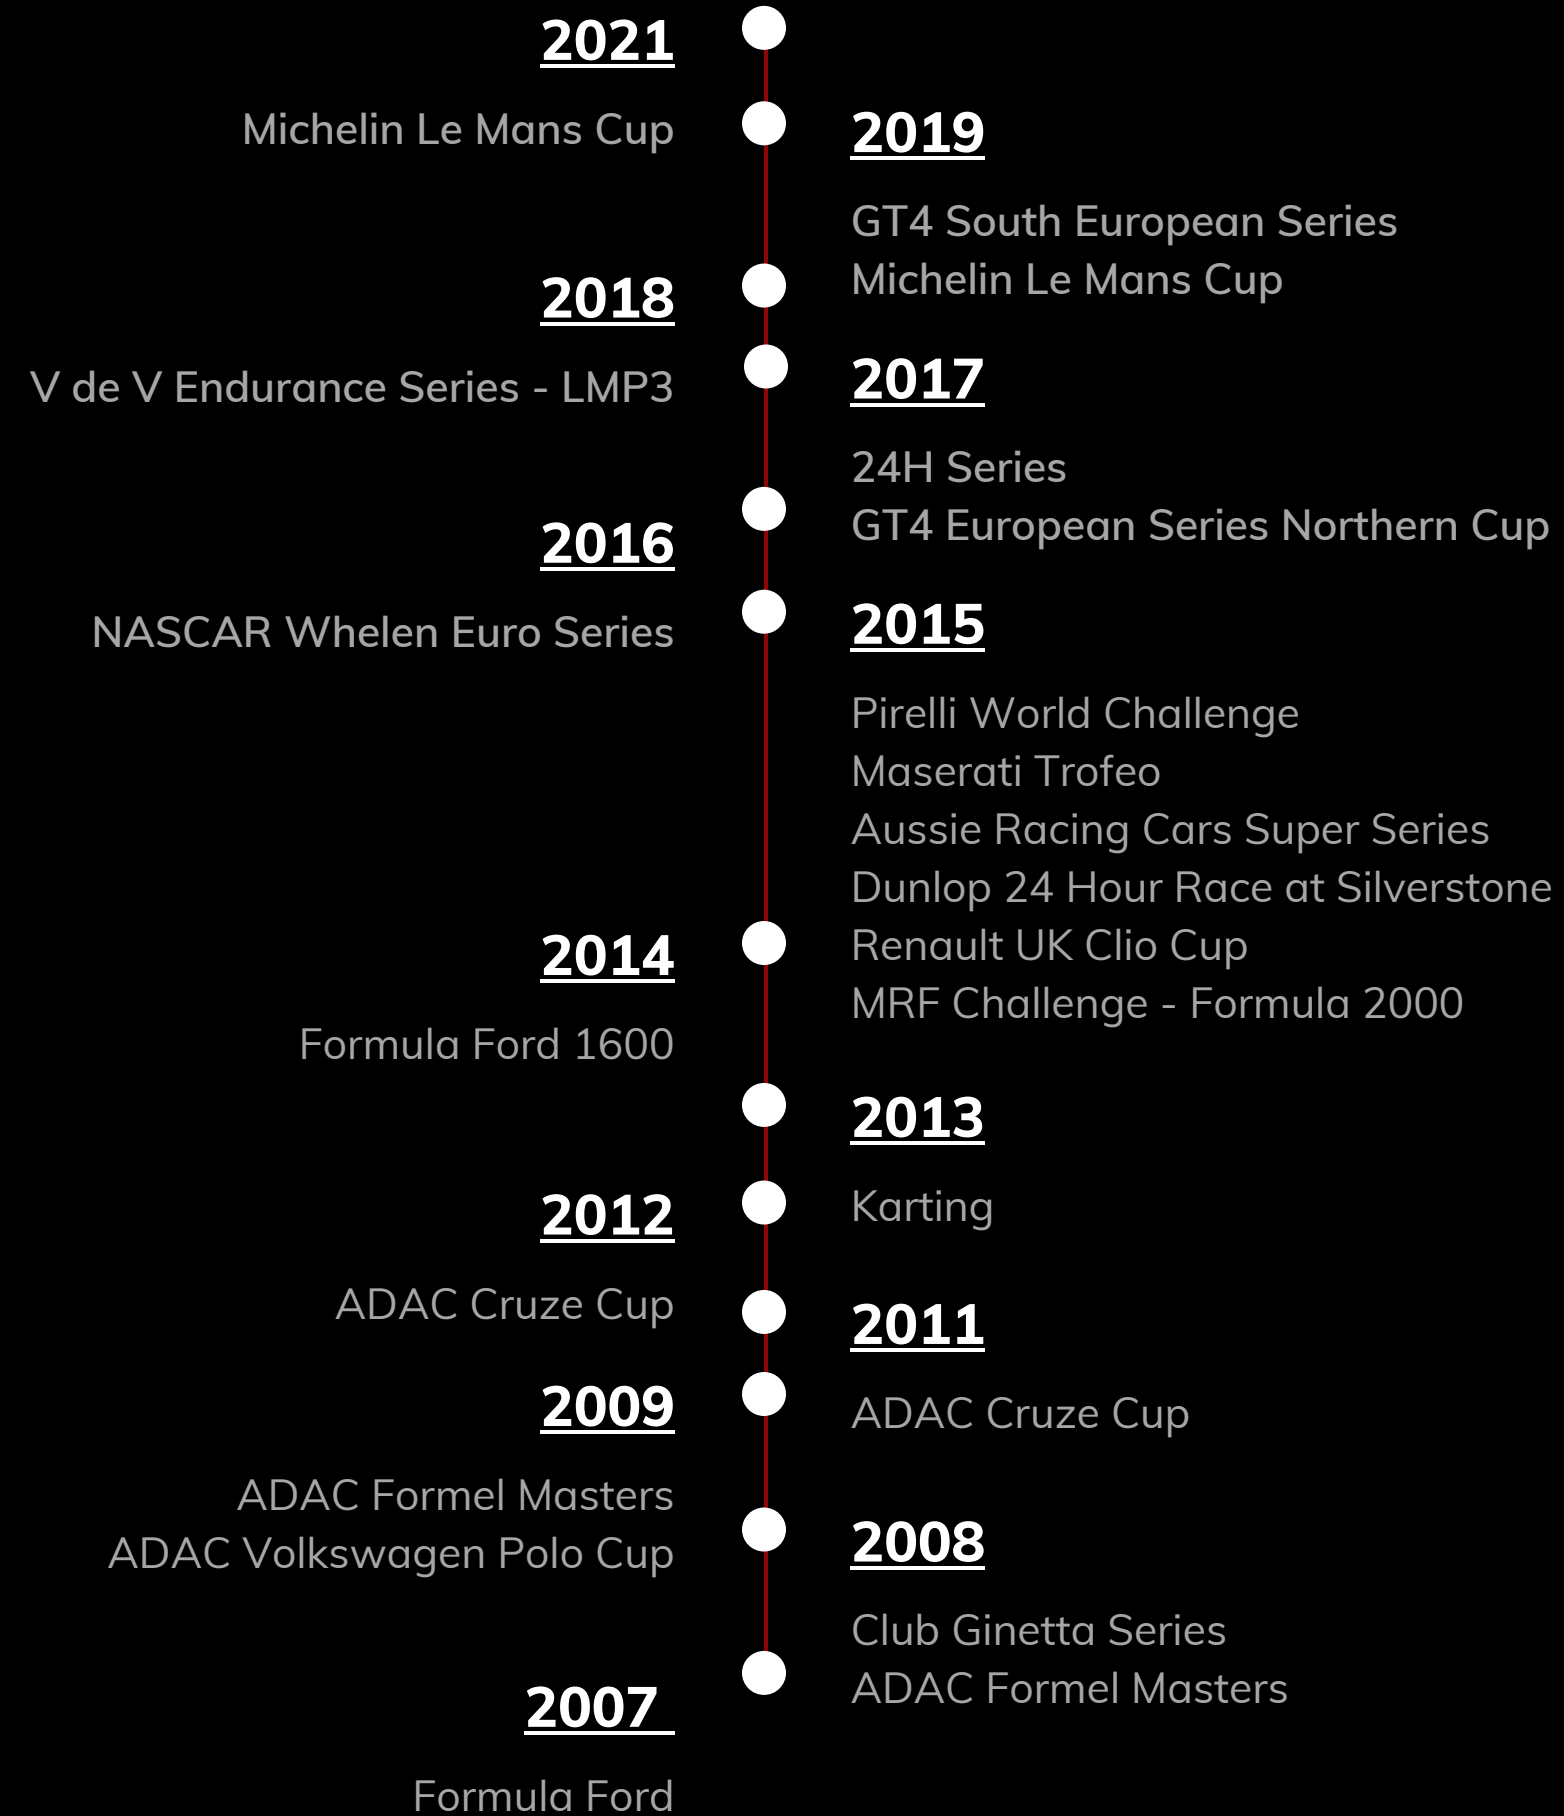 2021
Michelin Le Mans Cup
2019
GT4 South European Series
Michelin Le Mans Cup
2018
V de V Endurance Series - LMP3
2017
24H Series
GT4 European Series Northern Cup
2016
NASCAR Whelen Euro Series
2015
Pirelli World Challenge
Maserati Trofeo
Aussie Racing Cars Super Series
Dunlop 24 Hour Race at Silverstone
Renault UK Clio Cup
MRF Challenge - Formula 2000
2014
Formula Ford 1600
2013
Karting
2012
ADAC Cruze Cup
2011
ADAC Cruze Cup
2009
ADAC Formel Masters
ADAC Volkswagen Polo Cup
2008
Club Ginetta Series
ADAC Formel Masters
2007
Formula Ford